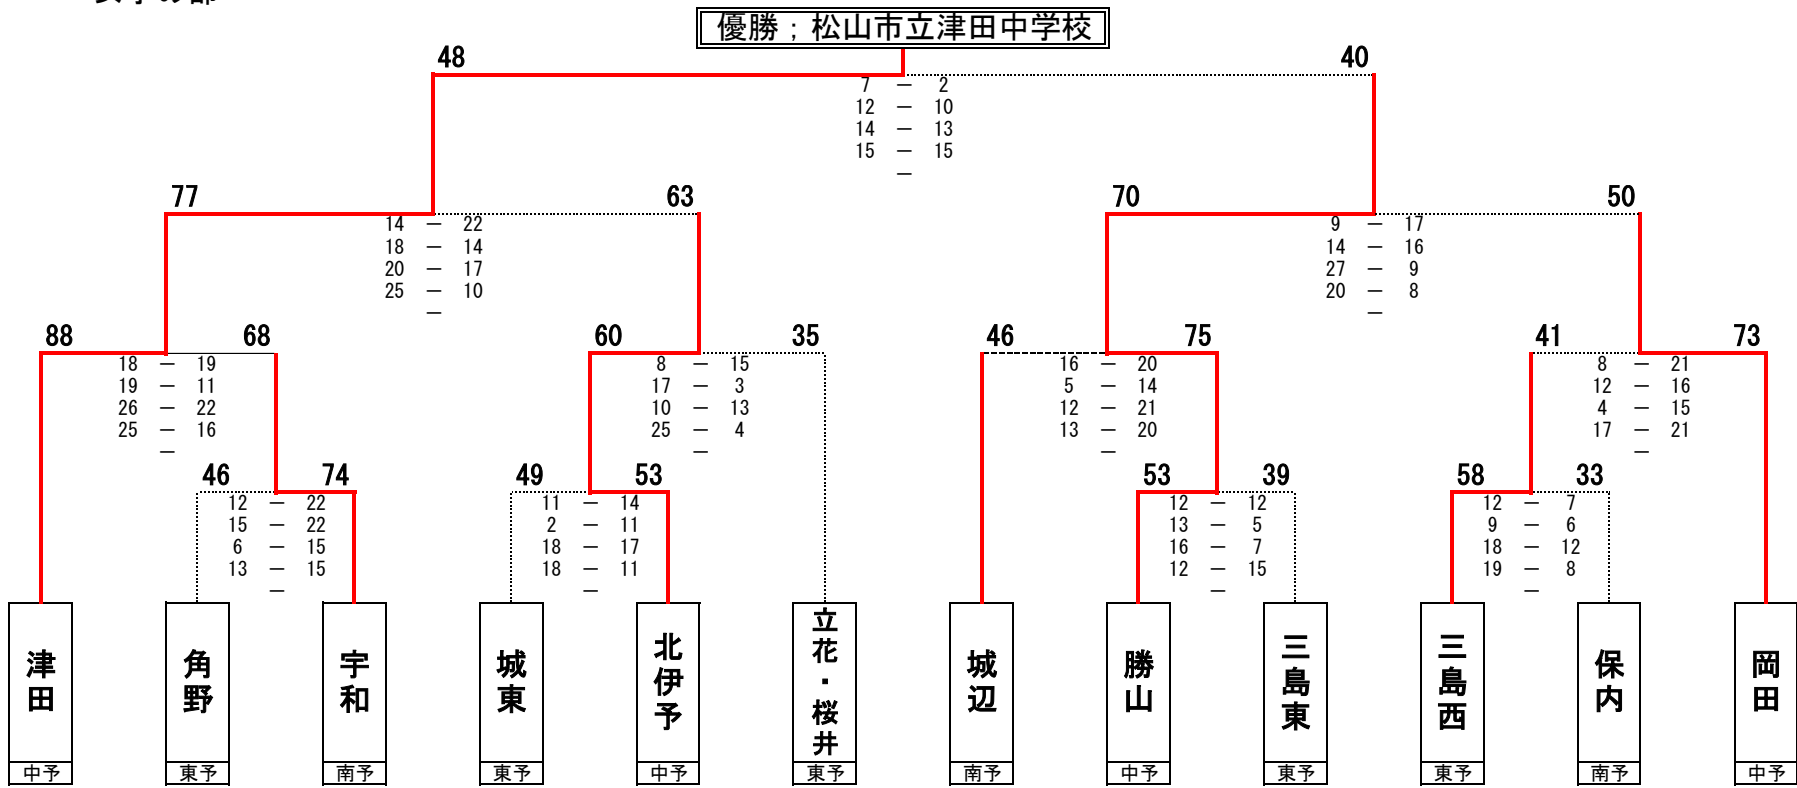 優勝；松山市立津田中学校
48 40
7 － 2
12 － 10
14 － 13
15 － 15
－
77 63 70 50
14 － 22 9 － 17
18 － 14 14 － 16
20 － 17 27 － 9
25 － 10 20 － 8
－ －
88 68 60 35 46 75 41 73
18 － 19 8 － 15 16 － 20 8 － 21
19 － 11 17 － 3 5 － 14 12 － 16
26 － 22 10 － 13 12 － 21 4 － 15
25 － 16 25 － 4 13 － 20 17 － 21
－ － － －
46 74 49 53 53 39 58 33
12 － 22 11 － 14 12 － 12 12 － 7
15 － 22 2 － 11 13 － 5 9 － 6
6 － 15 18 － 17 16 － 7 18 － 12
13 － 15 18 － 11 12 － 15 19 － 8
－ － － －
津田 角野 宇和 城東 北伊予 立花・桜井 城辺 勝山 三島東 三島西 保内 岡田
中予 東予 南予 東予 中予 東予 南予 中予 東予 東予 南予 中予